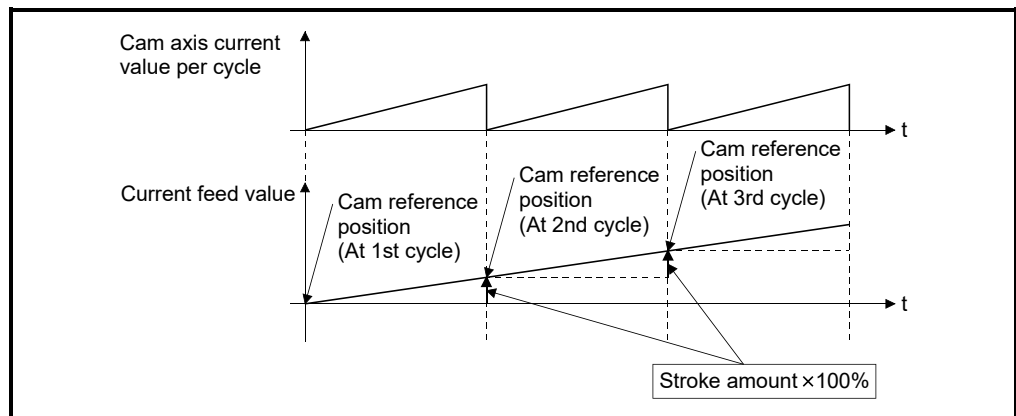 Cam axis current
value per cycle
t
Cam reference
position
(At 3rd cycle)
Cam reference
position
(At 2nd cycle)
Current feed value
Cam reference
position
(At 1st cycle)
t
Stroke amount ×100%